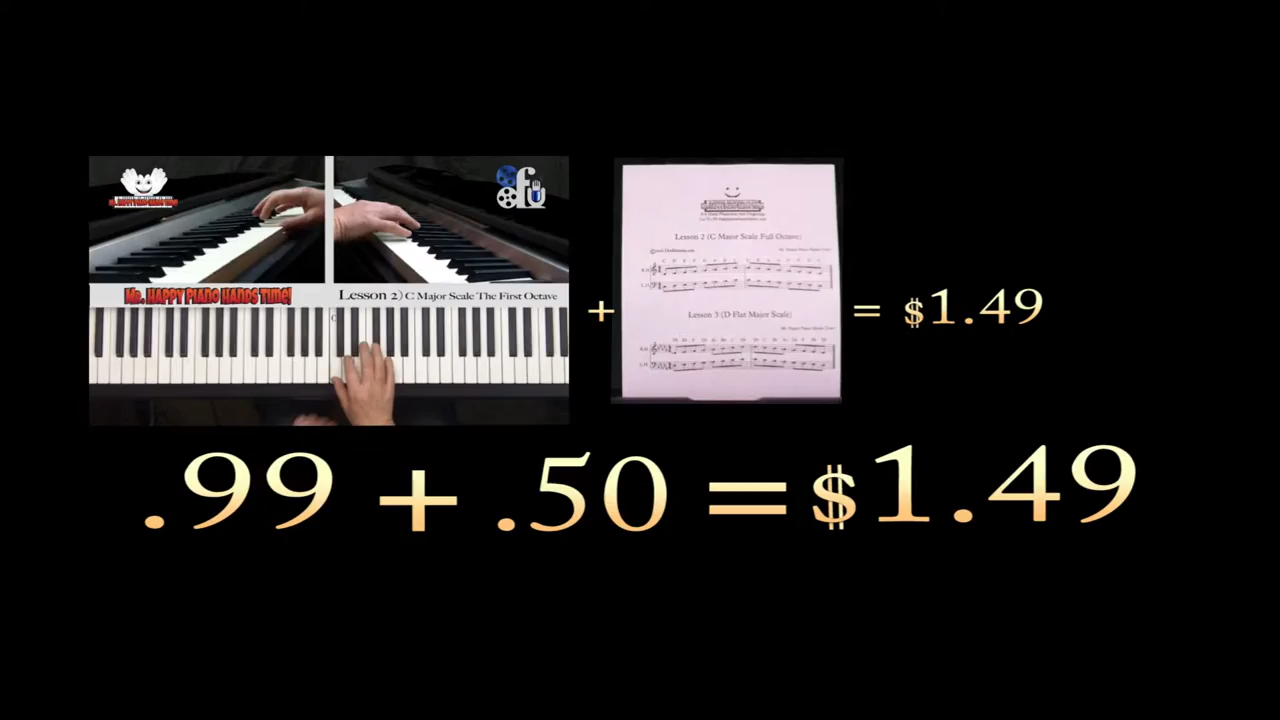 Mr. HAPPY PIANO HANDS TIME!
Lesson 2) C Major Scale The First Octave
C
Lesson 2 (C Major Scale Full Octave)
R.H
L.H
Lesson 3 (D Flat Major Scale)
R.H
L.H
+
= $1.49
.99 + .50 = $1.49